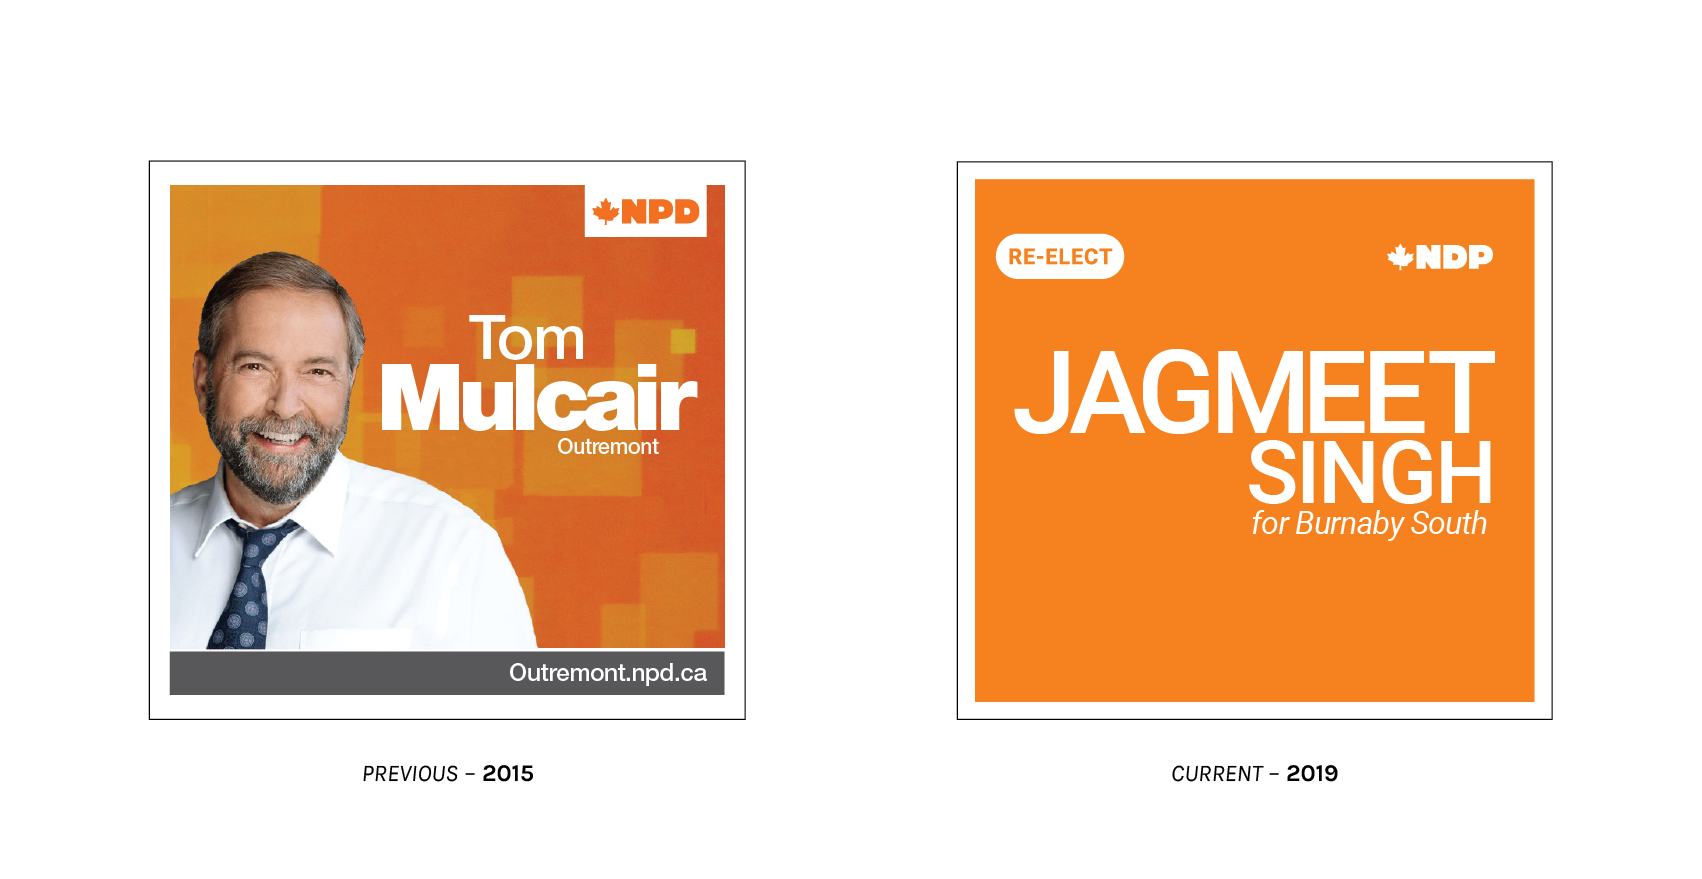 NPD
Tom
Mulcair
Outremont
Outremont.npd.ca
PREVIOUS – 2015
RE-ELECT
NDP
JAGMEET
SINGH
for Burnaby South
CURRENT – 2019